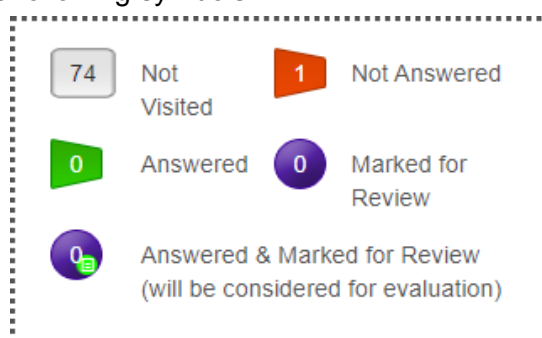 74 Not Visited 1 Not Answered
0 Answered 0 Marked for Review
0 Answered & Marked for Review
(will be considered for evaluation)